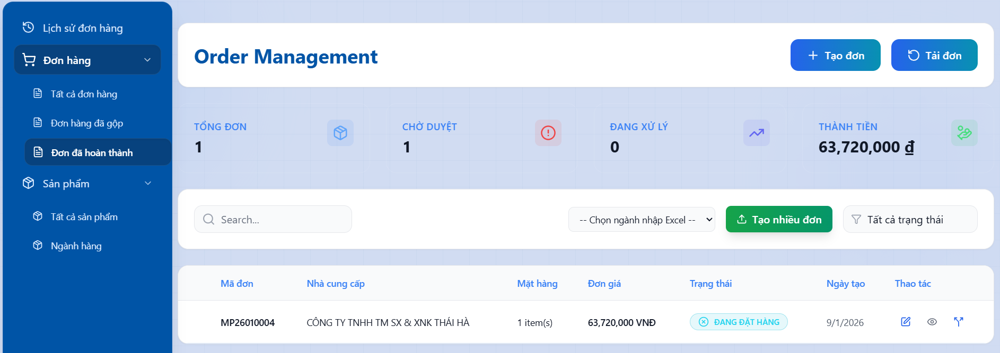 Lịch sử đơn hàng
Đơn hàng
Tất cả đơn hàng
Đơn hàng đã gộp
Đơn đã hoàn thành
Sản phẩm
Tất cả sản phẩm
Ngành hàng
Order Management
Tạo đơn
Tải đơn
TỔNG ĐƠN
1
CHỜ DUYỆT
1
ĐANG XỬ LÝ
0
THÀNH TIỀN
63,720,000 ₫
Search...
-- Chọn ngành nhập Excel --
Tạo nhiều đơn
Tất cả trạng thái
Mã đơn Nhà cung cấp Mặt hàng Đơn giá Trạng thái Ngày tạo Thao tác
MP26010004 CÔNG TY TNHH TM SX & XNK THÁI HÀ 1 item(s) 63,720,000 VNĐ ĐANG ĐẶT HÀNG 9/1/2026